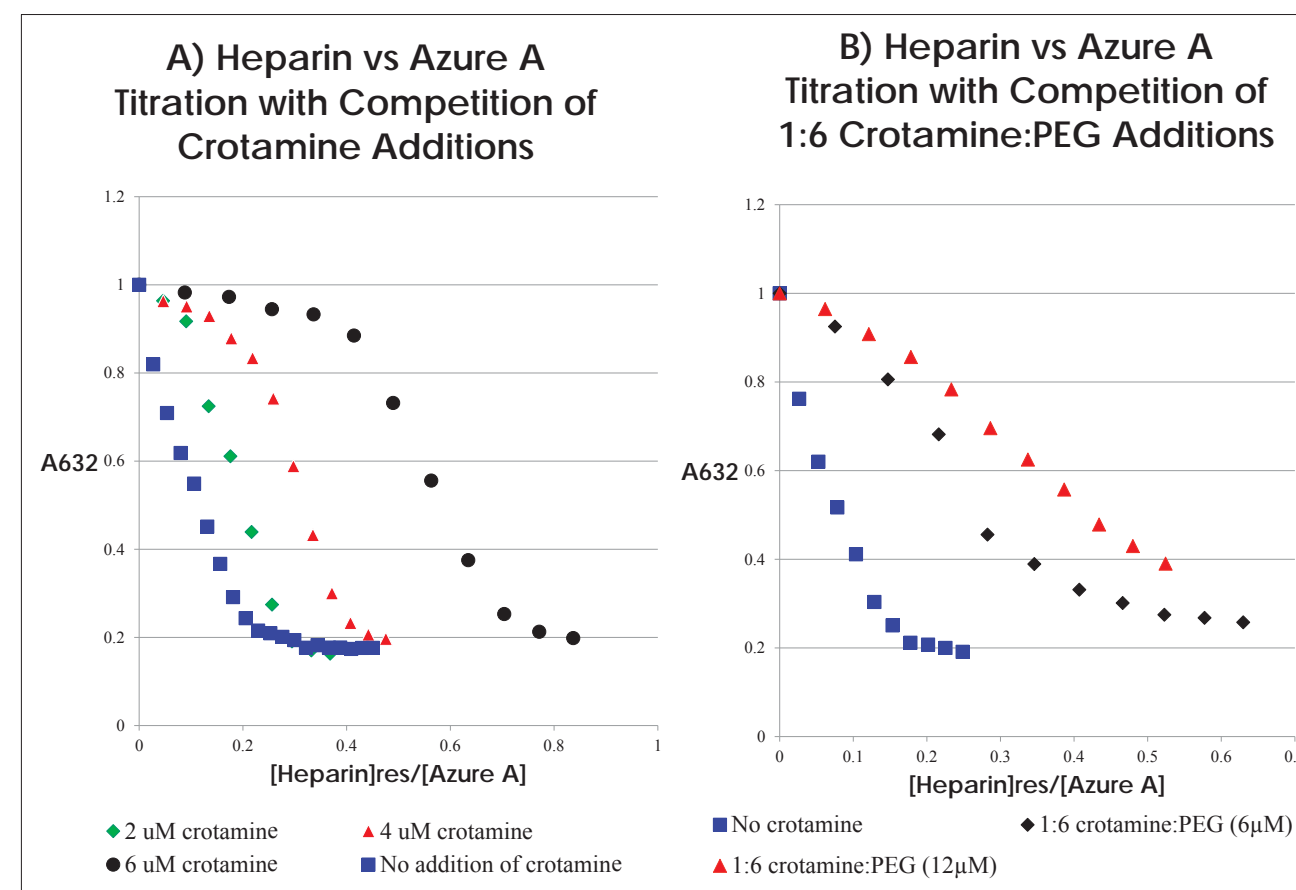 A) Heparin vs Azure A
Titration with Competition of
Crotamine Additions
1.2
1
0.8
A632
0.6
0.4
0.2
0
0
0.2
0.4
0.6
0.8
1
[Heparin]res/[Azure A]
2 uM crotamine
4 uM crotamine
6 uM crotamine
No addition of crotamine
B) Heparin vs Azure A
Titration with Competition of
1:6 Crotamine:PEG Additions
1.2
1
0.8
A632
0.6
0.4
0.2
0
0
0.1
0.2
0.3
0.4
0.5
0.6
[Heparin]res/[Azure A]
No crotamine
1:6 crotamine:PEG (6µM)
1:6 crotamine:PEG (12µM)